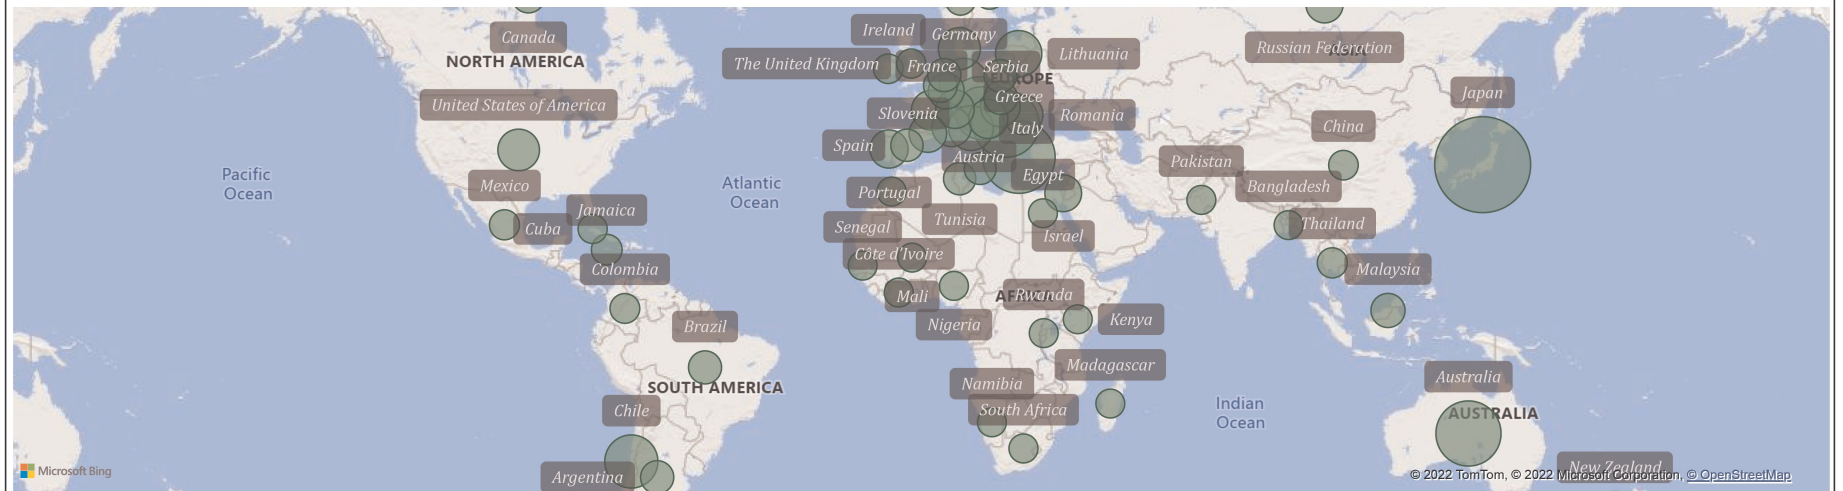 Canada
NORTH AMERICA
United States of America
Pacific
Ocean
Mexico
Jamaica
Cuba
Colombia
Brazil
SOUTH AMERICA
Chile
Argentina
Atlantic
Ocean
Ireland
Germany
The United Kingdom
France
Serbia
Lithuania
EUROPE
Greece
Slovenia
Romania
Italy
Spain
Austria
Egypt
Portugal
Tunisia
Senegal
Israel
Côte d'Ivoire
Mali
Rwanda
Nigeria
Kenya
Madagascar
Namibia
South Africa
Russian Federation
Japan
China
Pakistan
Bangladesh
Thailand
Malaysia
Indian
Ocean
Australia
AUSTRALIA
New Zealand
Microsoft Bing
© 2022 TomTom, © 2022 Microsoft Corporation, © OpenStreetMap